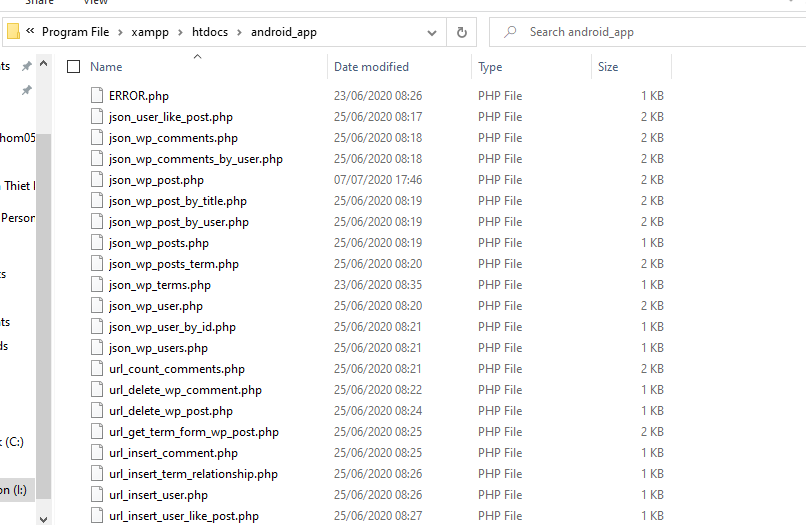 Share View
« Program File > xampp > htdocs > android_app
Search android_app
Name Date modified Type Size
ERROR.php 23/06/2020 08:26 PHP File 1 KB
json_user_like_post.php 25/06/2020 08:17 PHP File 2 KB
json_wp_comments.php 25/06/2020 08:18 PHP File 2 KB
json_wp_comments_by_user.php 25/06/2020 08:18 PHP File 2 KB
json_wp_post.php 07/07/2020 17:46 PHP File 2 KB
json_wp_post_by_title.php 25/06/2020 08:19 PHP File 2 KB
json_wp_post_by_user.php 25/06/2020 08:19 PHP File 2 KB
json_wp_posts.php 25/06/2020 08:19 PHP File 1 KB
json_wp_posts_term.php 25/06/2020 08:20 PHP File 2 KB
json_wp_terms.php 23/06/2020 08:35 PHP File 1 KB
json_wp_user.php 25/06/2020 08:20 PHP File 2 KB
json_wp_user_by_id.php 25/06/2020 08:21 PHP File 1 KB
json_wp_users.php 25/06/2020 08:21 PHP File 1 KB
url_count_comments.php 25/06/2020 08:21 PHP File 2 KB
url_delete_wp_comment.php 25/06/2020 08:22 PHP File 1 KB
url_delete_wp_post.php 25/06/2020 08:24 PHP File 1 KB
url_get_term_form_wp_post.php 25/06/2020 08:25 PHP File 2 KB
url_insert_comment.php 25/06/2020 08:25 PHP File 1 KB
url_insert_term_relationship.php 25/06/2020 08:26 PHP File 1 KB
url_insert_user.php 25/06/2020 08:26 PHP File 1 KB
url_insert_user_like_post.php 25/06/2020 08:27 PHP File 1 KB
nts
hom05
Thiet
Person
ts
nts
ds
(C:)
on (I:)